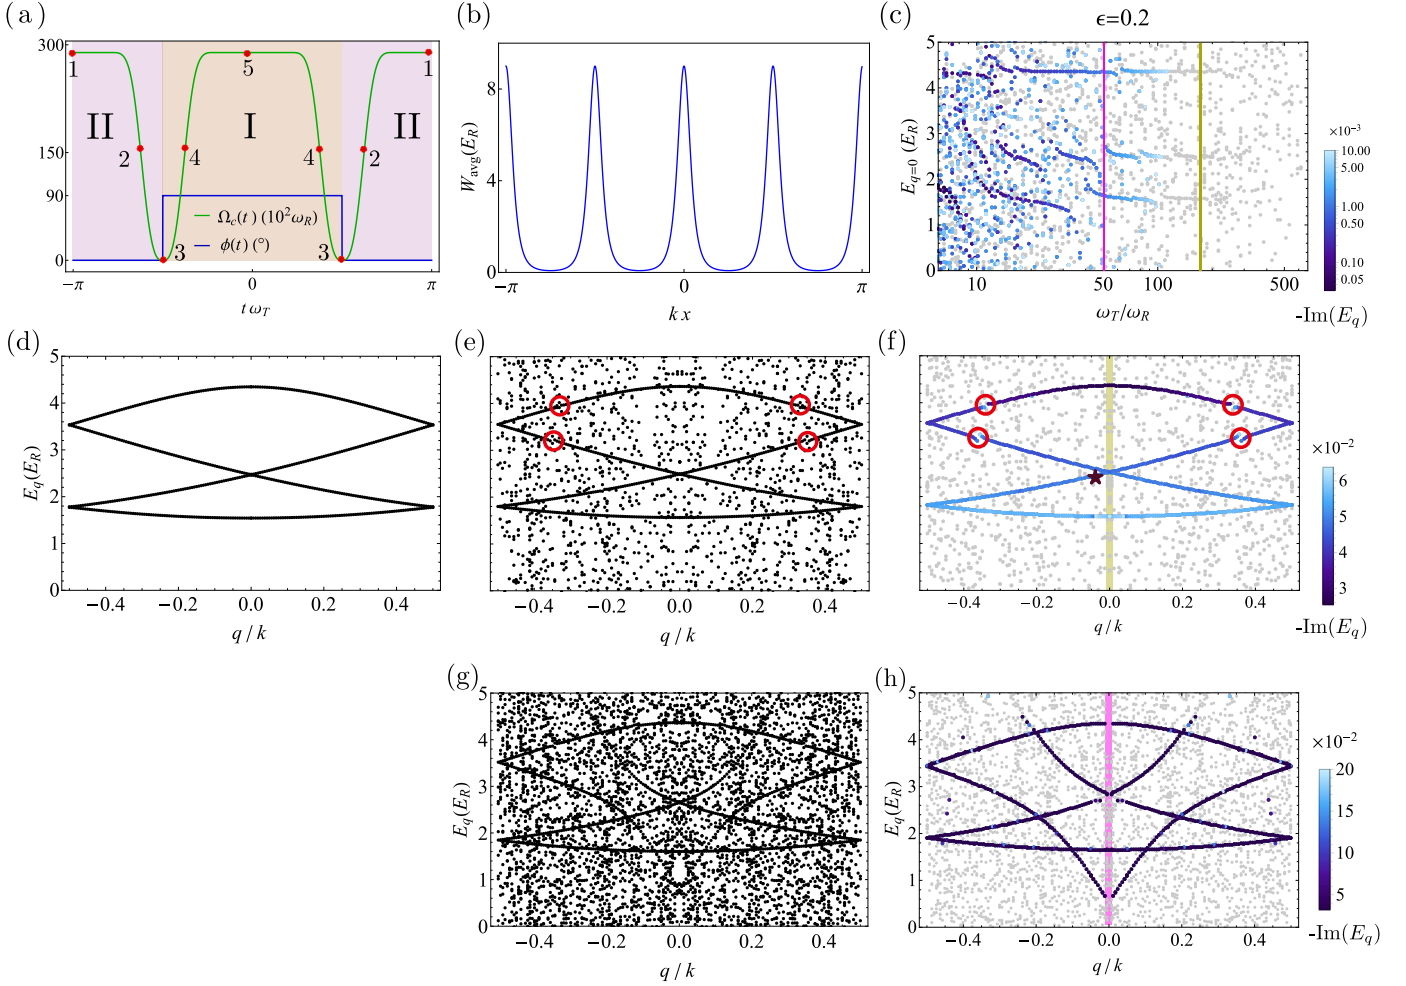 (a)
300
150
90
0
1
1
II
I
II
2
4
5
4
2
3
3
Ω_c(t) (10²ω_R)
ϕ(t) (°)
−π
0
π
t ω_T
(b)
W_avg(E_R)
8
4
0
−π
0
π
k x
(c)
ϵ=0.2
E_{q=0} (E_R)
5
4
3
2
1
0
10
50
100
500
ω_T/ω_R
×10⁻³
10.00
5.00
1.00
0.50
0.10
0.05
-Im(E_q)
(d)
E_q(E_R)
5
4
3
2
1
0
−0.4
−0.2
0.0
0.2
0.4
q / k
(e)
−0.4
−0.2
0.0
0.2
0.4
q / k
(f)
−0.4
−0.2
0.0
0.2
0.4
q / k
×10⁻²
6
5
4
3
-Im(E_q)
(g)
E_q(E_R)
5
4
3
2
1
0
−0.4
−0.2
0.0
0.2
0.4
q / k
(h)
E_q(E_R)
5
4
3
2
1
0
−0.4
−0.2
0.0
0.2
0.4
q / k
×10⁻²
20
15
10
5
-Im(E_q)